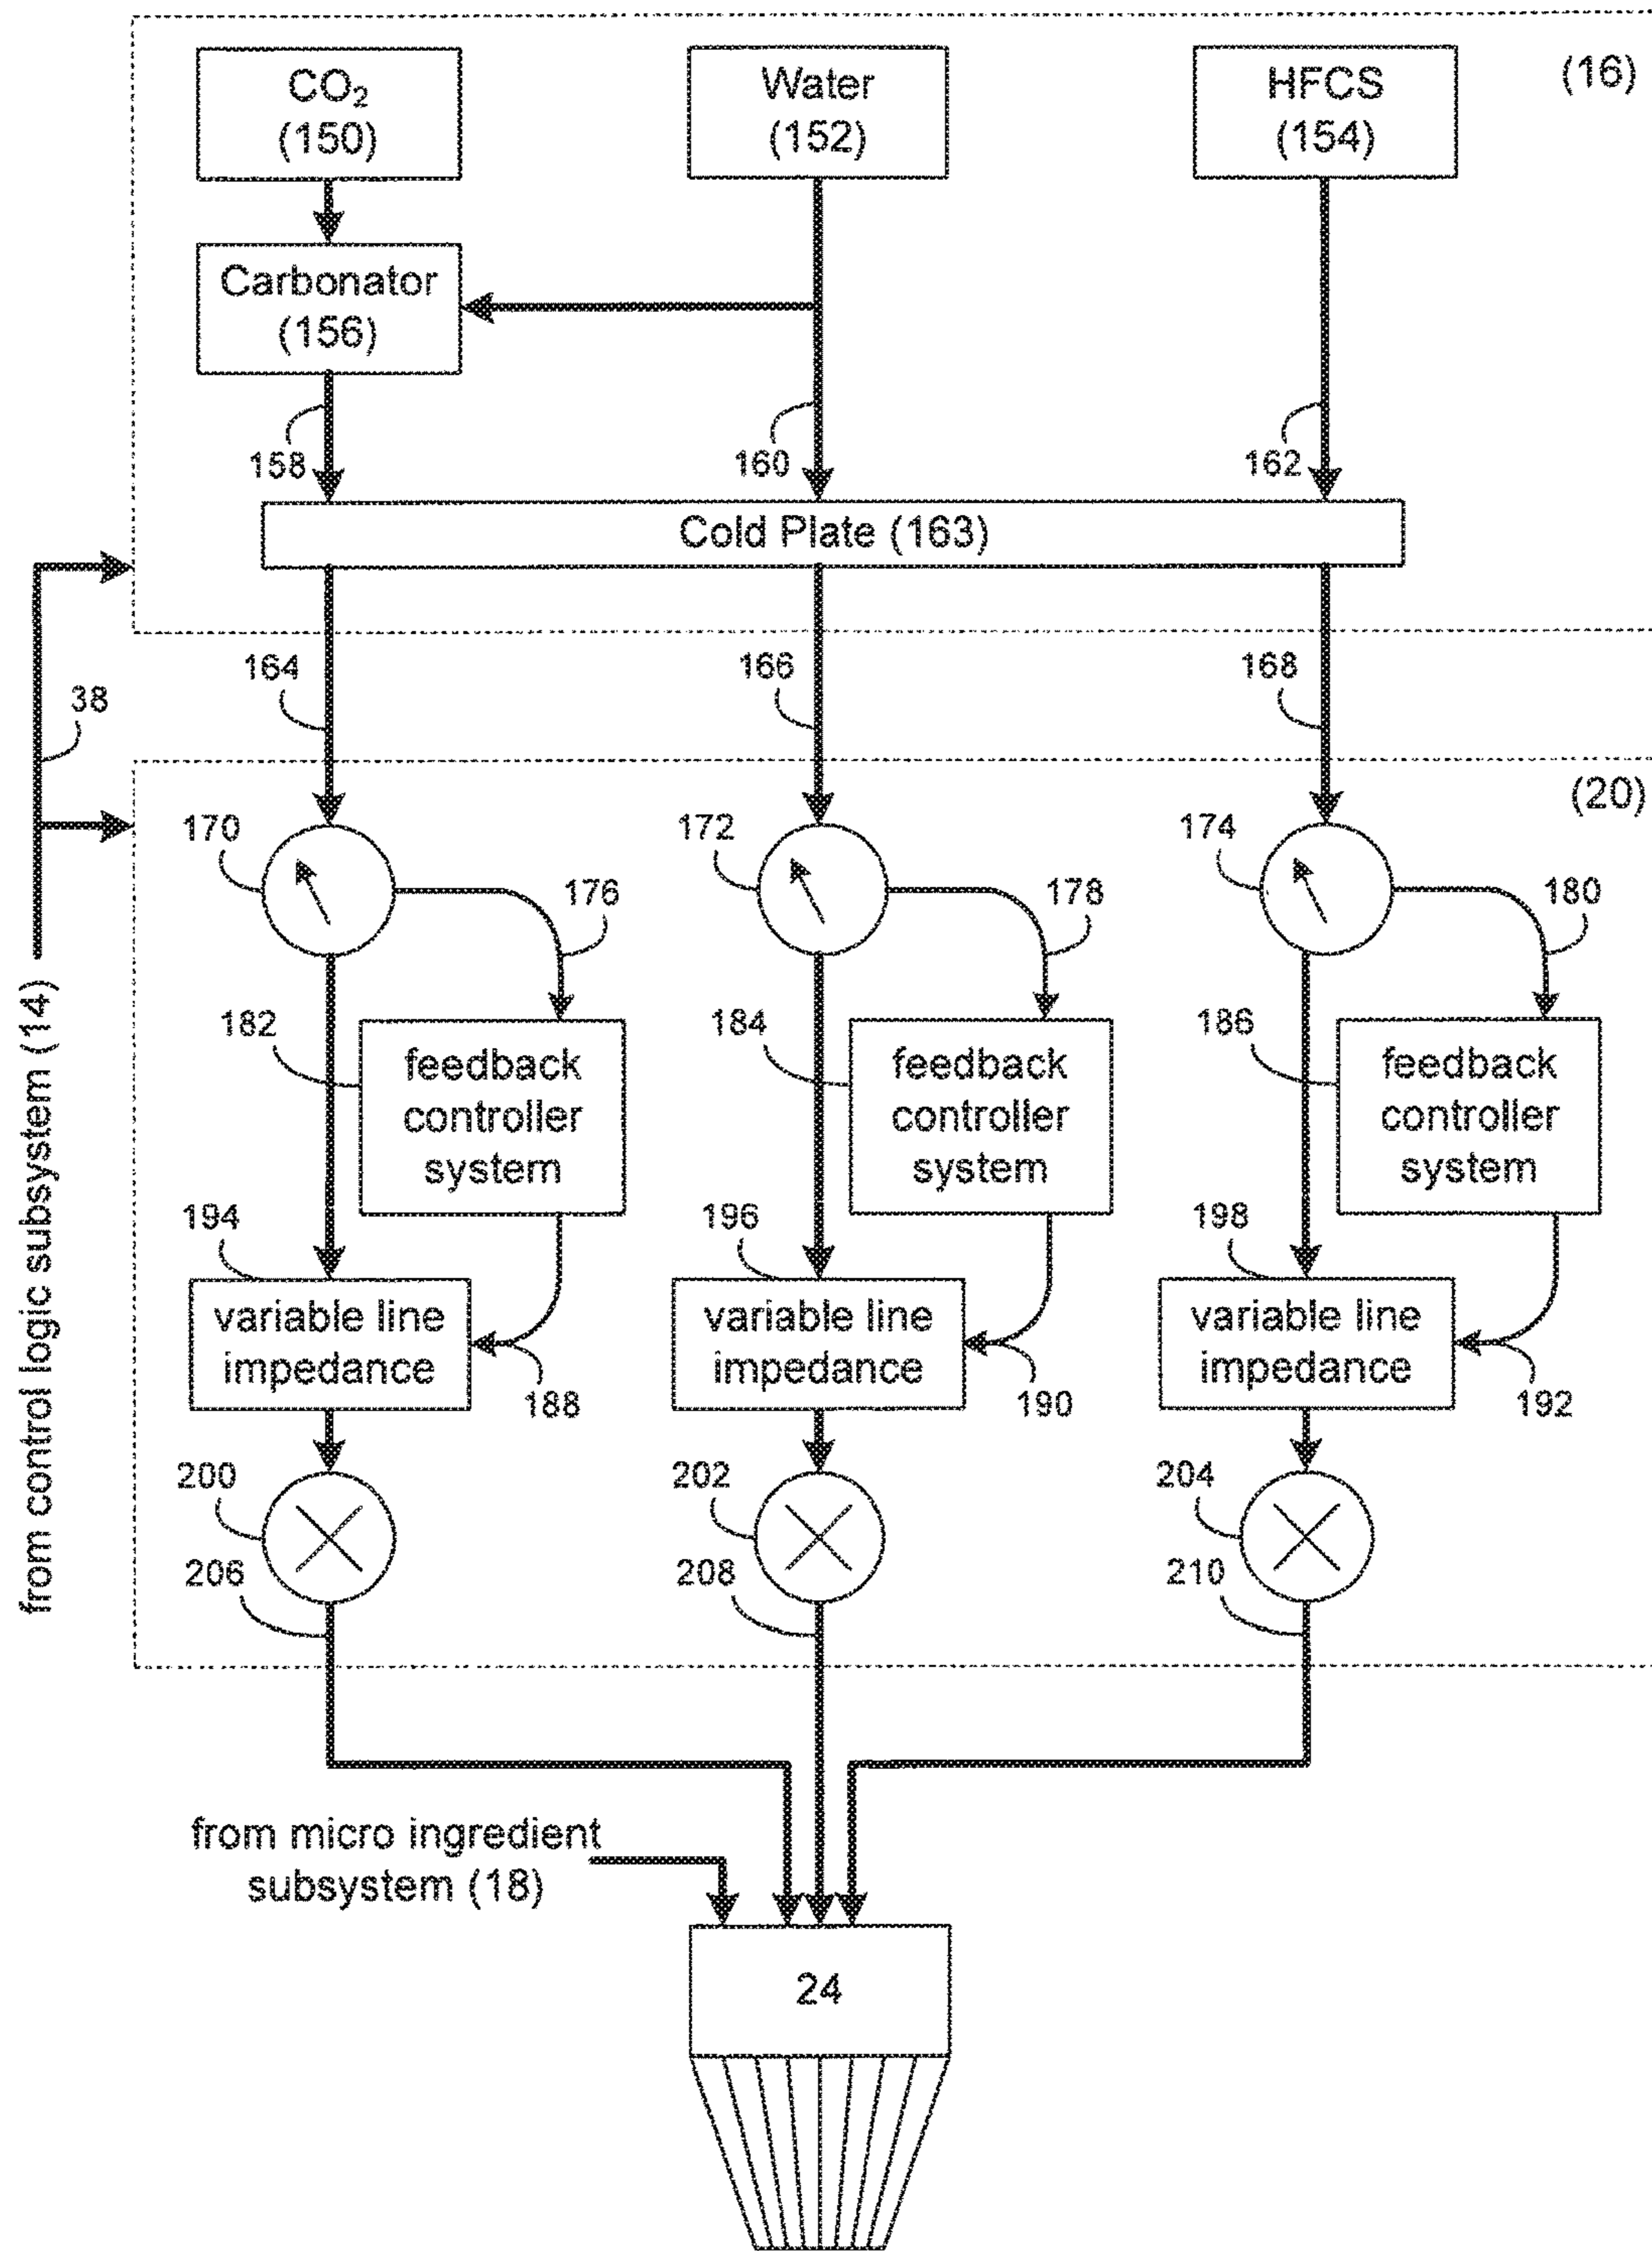 CO₂
(150)
Water
(152)
HFCS
(154)
(16)
Carbonator
(156)
158
160
162
Cold Plate (163)
164
166
168
38
(20)
170
172
174
176
178
180
from control logic subsystem (14)
182
feedback
controller
system
184
feedback
controller
system
186
feedback
controller
system
194
196
198
variable line
impedance
variable line
impedance
variable line
impedance
188
190
192
200
202
204
206
208
210
from micro ingredient
subsystem (18)
24